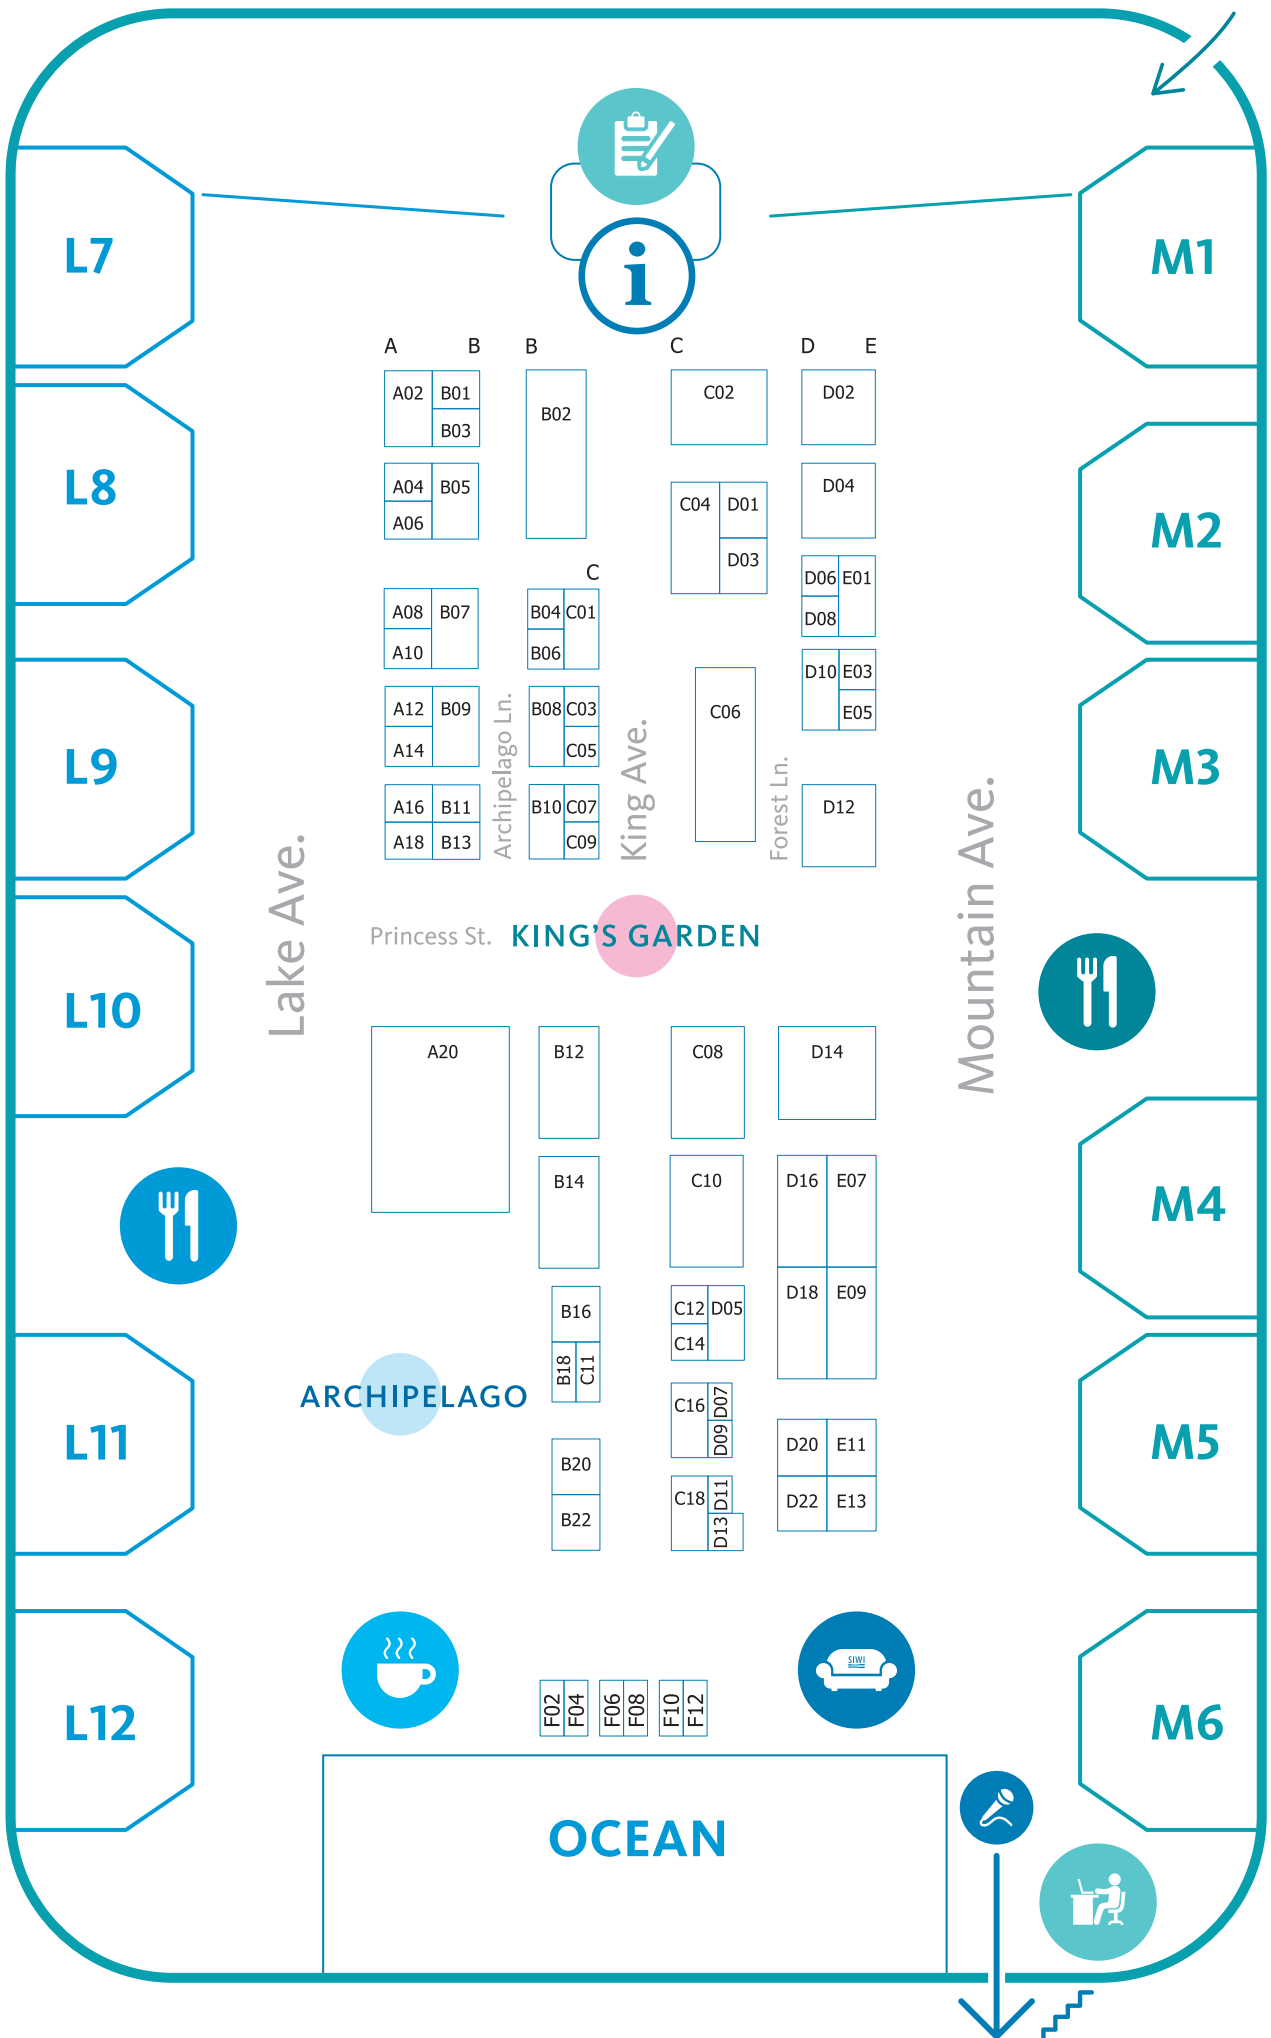 L7
M1
i
A B B C D E
A02 B01 B02 C02 D02
B03
L8
A04 B05 C04 D01 D04
A06
M2
D03
C
D06 E01
A08 B07 B04 C01 D08
A10 B06
D10 E03
E05
L9
M3
A12 B09 B08 C03 C06
A14 C05
A16 B11 B10 C07 D12
A18 B13 C09
Archipelago Ln.
King Ave.
Forest Ln.
Lake Ave.
Mountain Ave.
Princess St. KING'S GARDEN
L10
A20 B12 C08 D14
B14 C10 D16 E07
M4
D18 E09
B16 C12 D05
C14
B18 C11
ARCHIPELAGO
C16 D07
D09
L11
M5
B20 D20 E11
C18 D11
B22 D22 E13
D13
SIWI
F02 F04 F06 F08 F10 F12
L12
M6
OCEAN